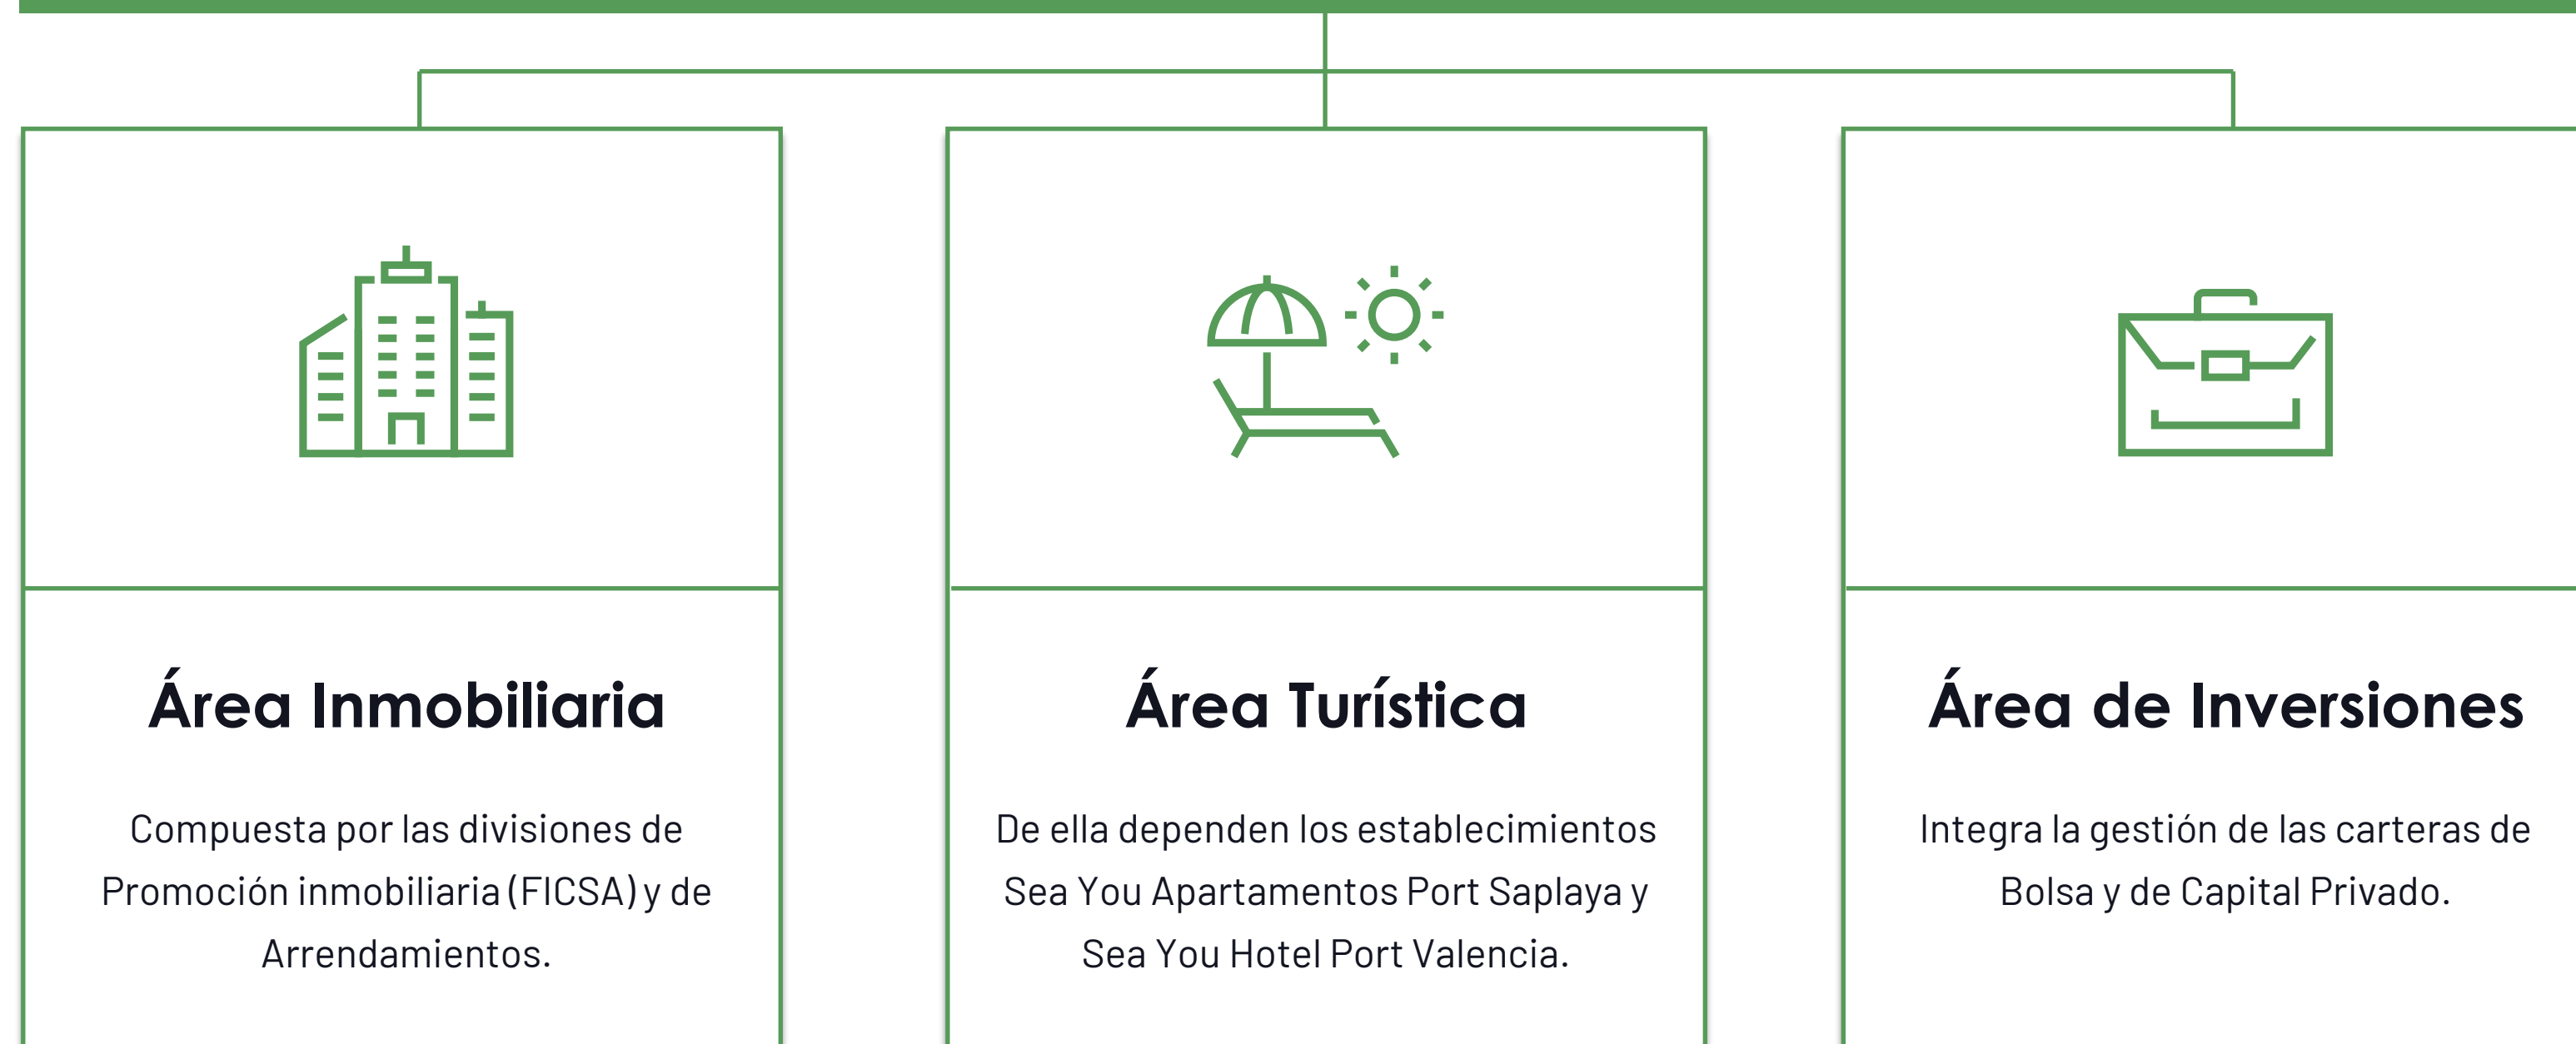 Área Inmobiliaria
Compuesta por las divisiones de
Promoción inmobiliaria (FICSA) y de
Arrendamientos.
Área Turística
De ella dependen los establecimientos
Sea You Apartamentos Port Saplaya y
Sea You Hotel Port Valencia.
Área de Inversiones
Integra la gestión de las carteras de
Bolsa y de Capital Privado.